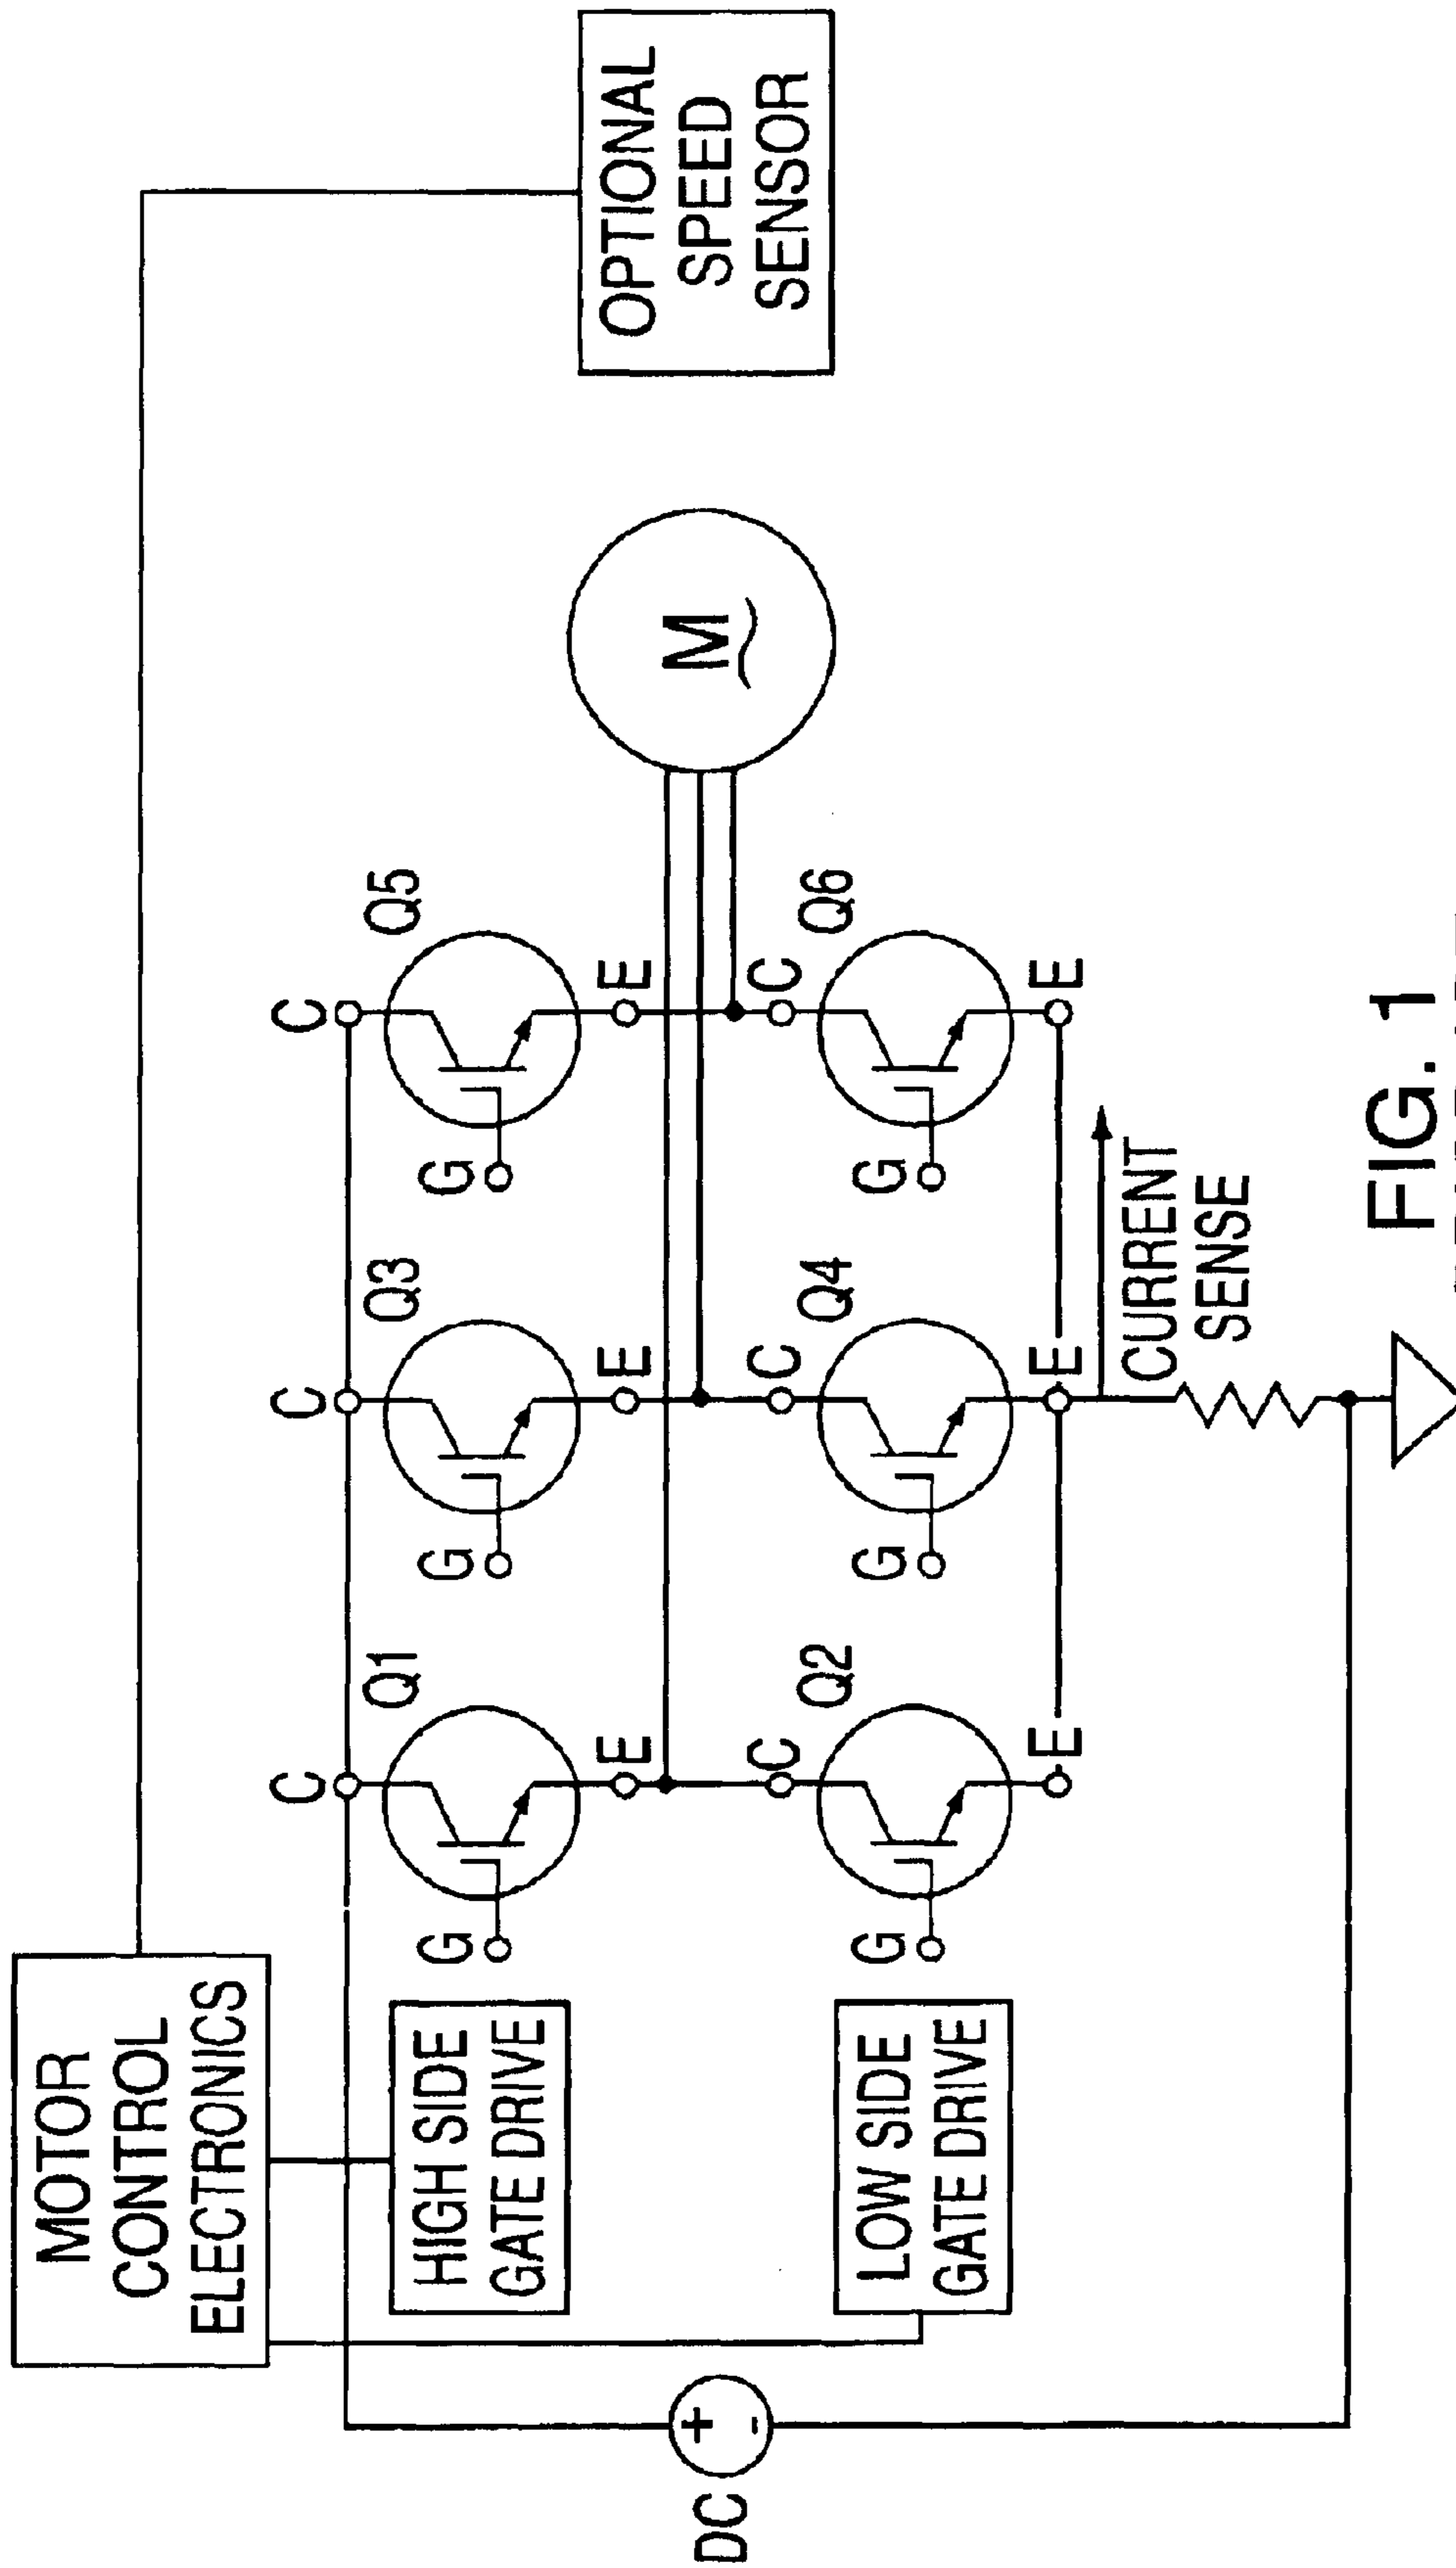 MOTOR
CONTROL
ELECTRONICS
OPTIONAL
SPEED
SENSOR
HIGH SIDE
GATE DRIVE
LOW SIDE
GATE DRIVE
DC
+
-
C
C
C
Q1
Q3
Q5
G
G
G
E
E
E
M
C
C
C
Q2
Q4
Q6
G
G
G
E
E
E
CURRENT
SENSE
FIG. 1